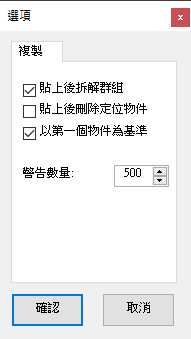 選項
複製
貼上後拆解群組
貼上後刪除定位物件
以第一個物件為基準
警告數量: 500
確認 取消